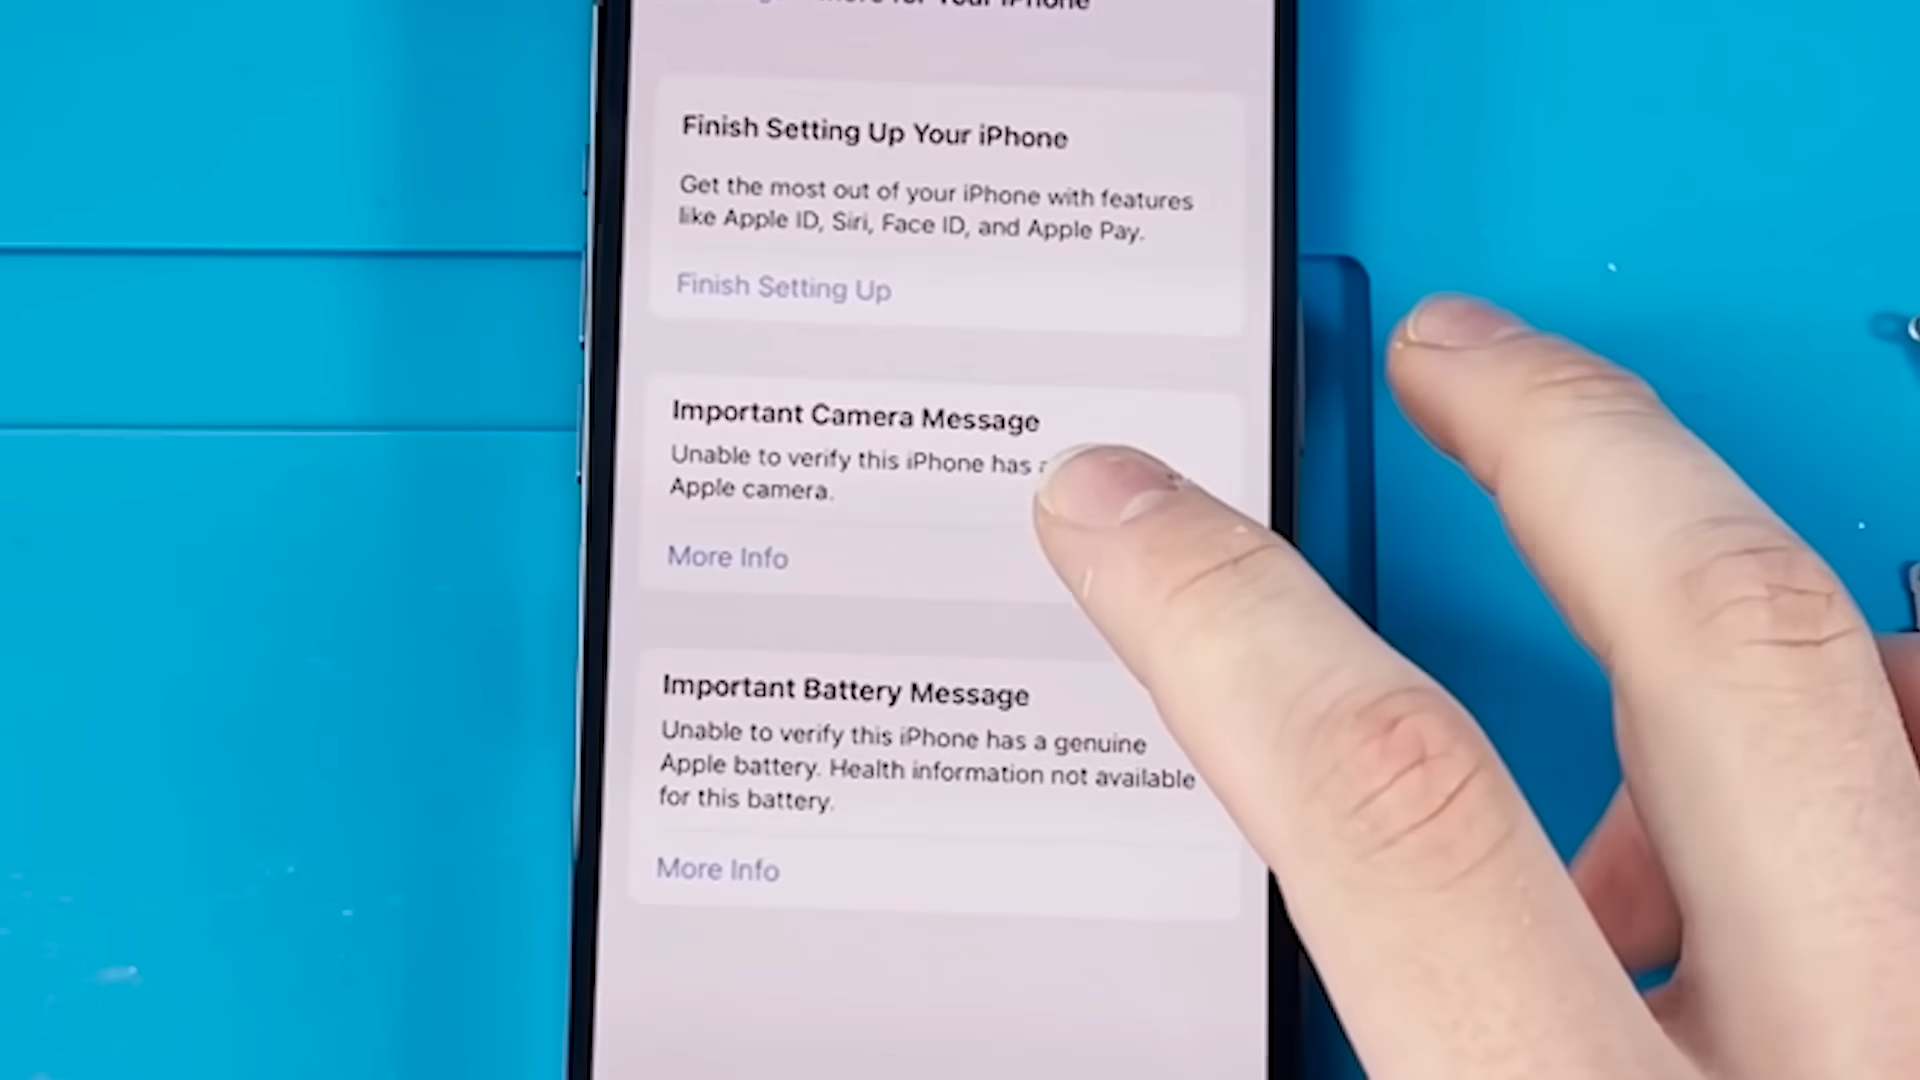 for Your iPhone
Finish Setting Up Your iPhone
Get the most out of your iPhone with features
like Apple ID, Siri, Face ID, and Apple Pay.
Finish Setting Up
Important Camera Message
Unable to verify this iPhone has
Apple camera.
More Info
Important Battery Message
Unable to verify this iPhone has a genuine
Apple battery. Health information not available
for this battery.
More Info